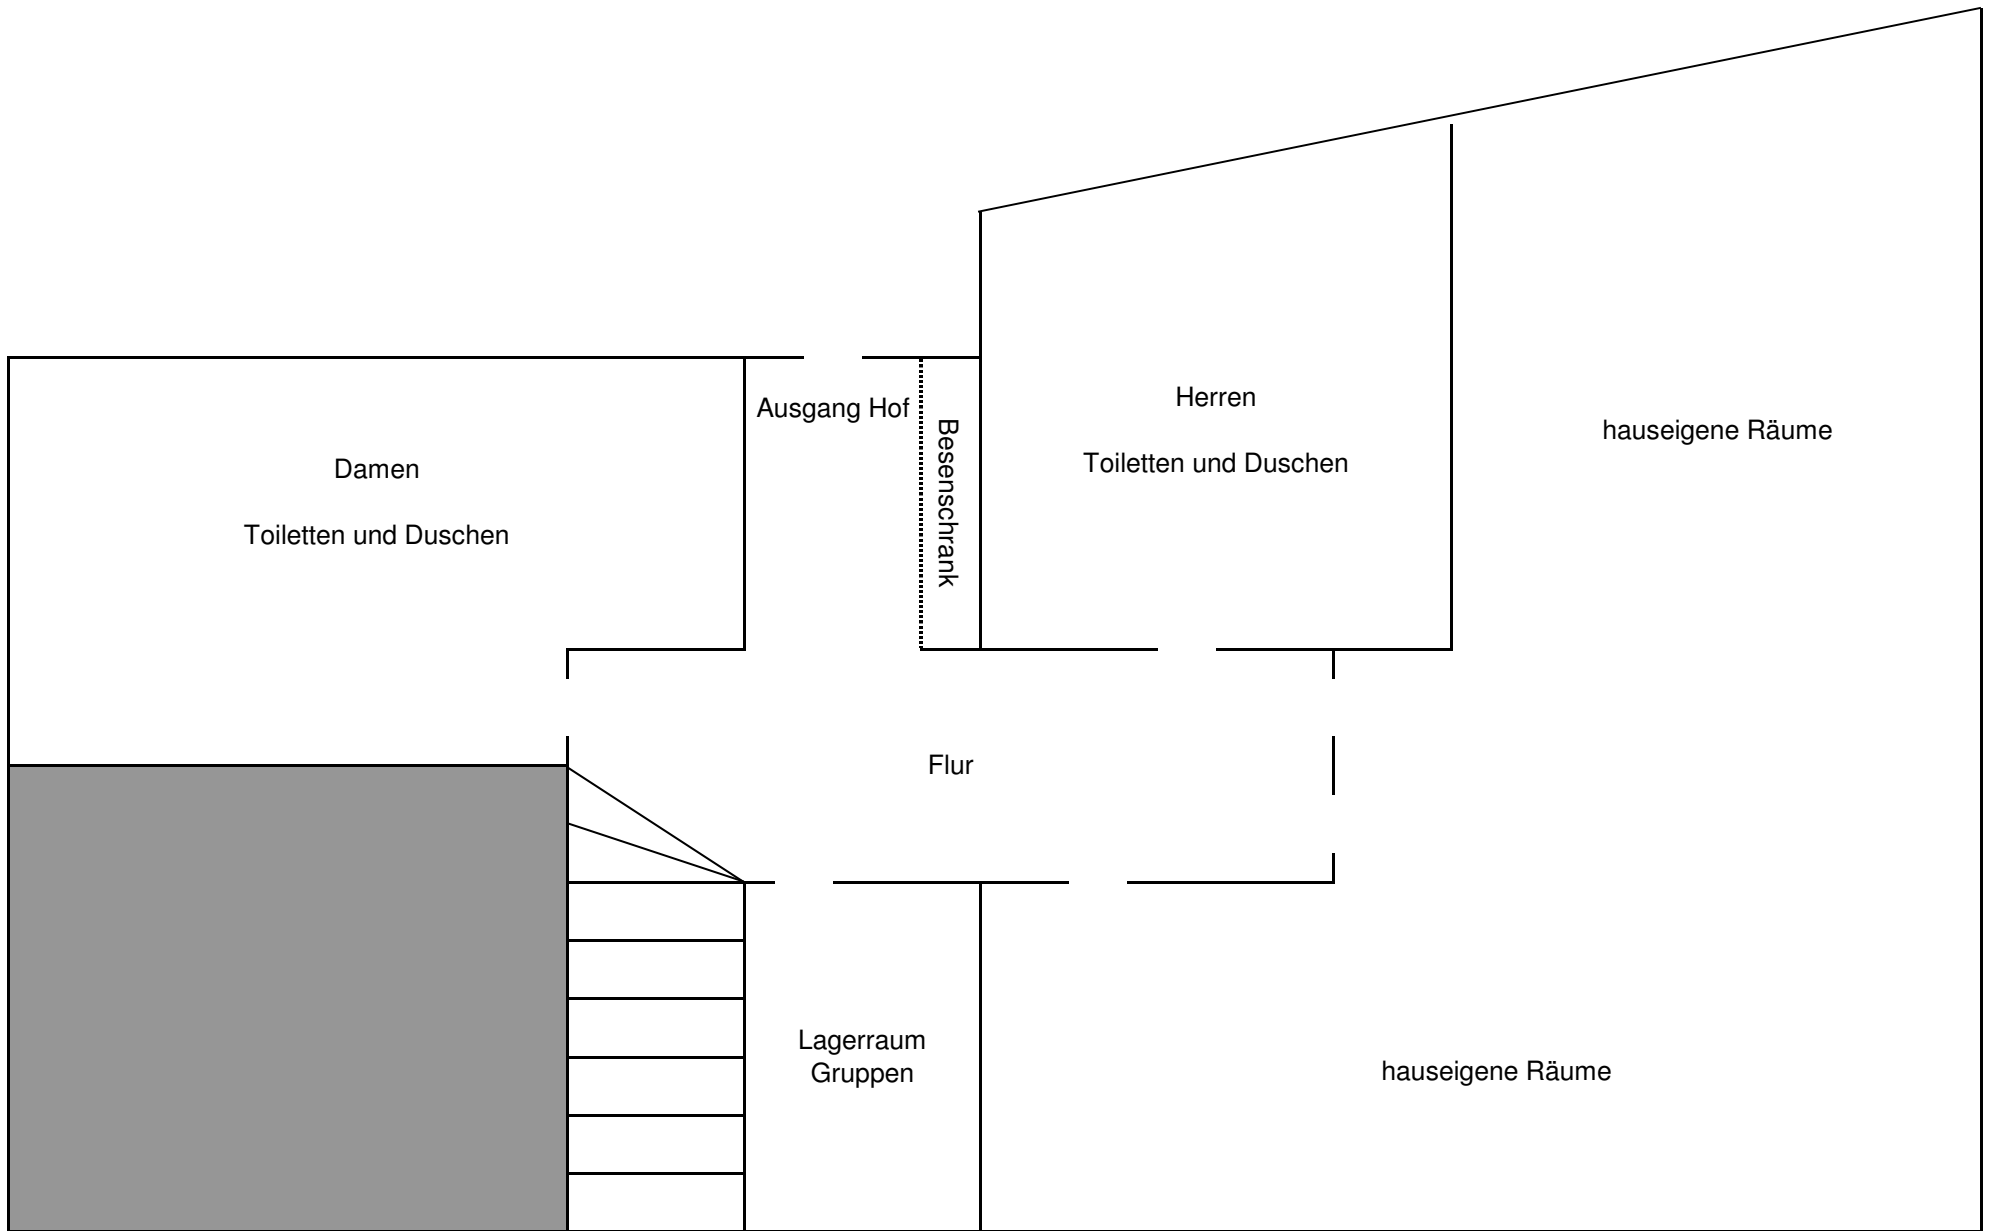 Herren
Toiletten und Duschen
hauseigene Räume
Ausgang Hof
Besenschrank
Damen
Toiletten und Duschen
Flur
Lagerraum
Gruppen
hauseigene Räume